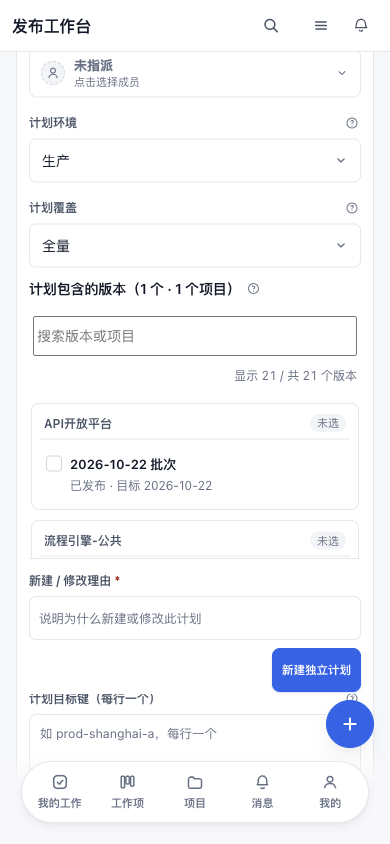 发布工作台
未指派
点击选择成员
计划环境
生产
计划覆盖
全量
计划包含的版本（1 个 · 1 个项目）
搜索版本或项目
显示 21 / 共 21 个版本
API开放平台 未选
2026-10-22 批次
已发布 · 目标 2026-10-22
流程引擎-公共 未选
新建 / 修改理由 *
说明为什么新建或修改此计划
新建独立计划
计划目标键（每行一个）
如 prod-shanghai-a，每行一个
我的工作 工作项 项目 消息 我的